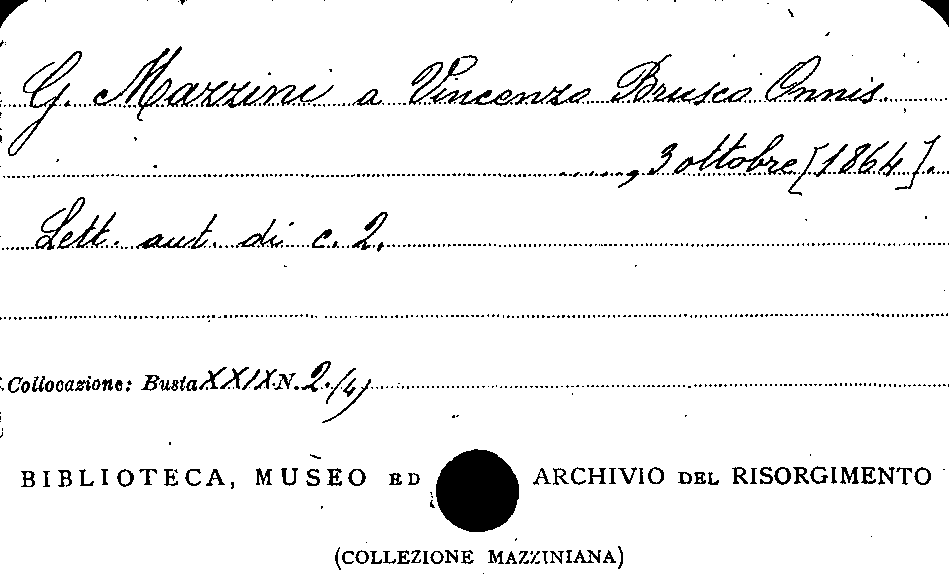 G. Mazzini a Vincenzo Brusco Onnis.
....., 3 ottobre [1864].
Lett. aut. di c. 2.
Collocazione: Busta XXIX N. 2./4)
BIBLIOTECA, MUSEO ED ARCHIVIO DEL RISORGIMENTO
(COLLEZIONE MAZZINIANA)